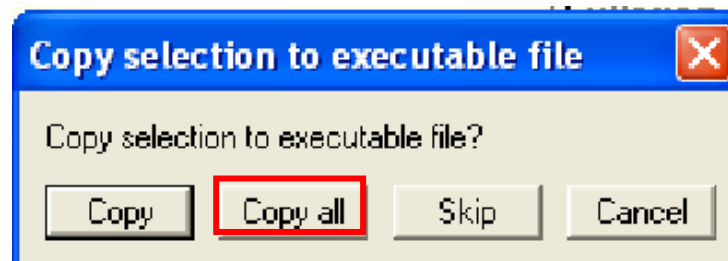 Copy selection to executable file
Copy selection to executable file?
Copy Copy all Skip Cancel